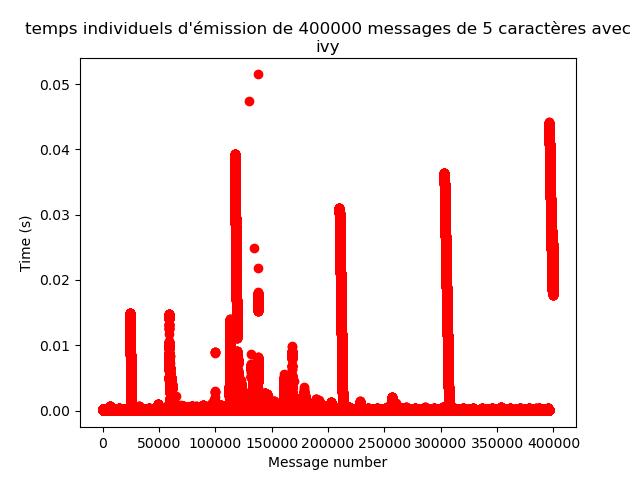 temps individuels d'émission de 400000 messages de 5 caractères avec
ivy
0.05
0.04
0.03
0.02
0.01
0.00
Time (s)
0 50000 100000 150000 200000 250000 300000 350000 400000
Message number